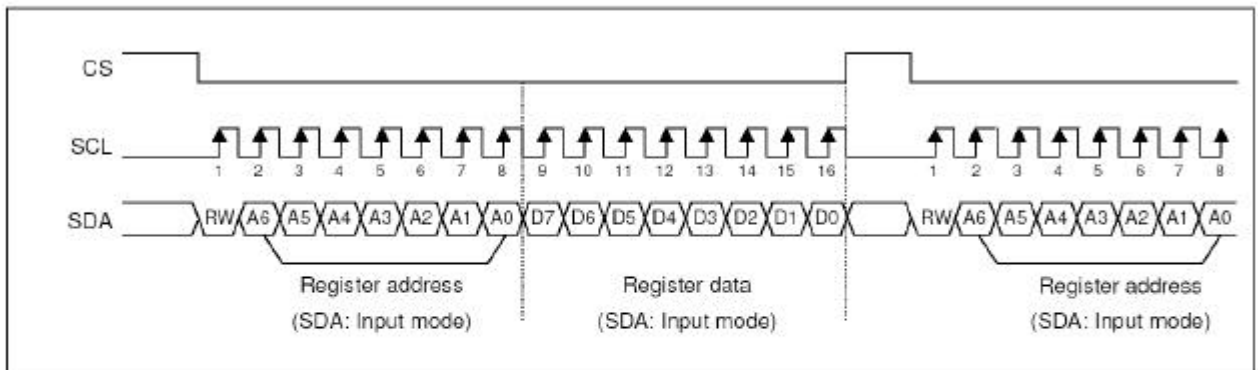 CS
SCL
1 2 3 4 5 6 7 8 9 10 11 12 13 14 15 16 1 2 3 4 5 6 7 8
SDA RW A6 A5 A4 A3 A2 A1 A0 D7 D6 D5 D4 D3 D2 D1 D0 RW A6 A5 A4 A3 A2 A1 A0
Register address Register data Register address
(SDA: Input mode) (SDA: Input mode) (SDA: Input mode)